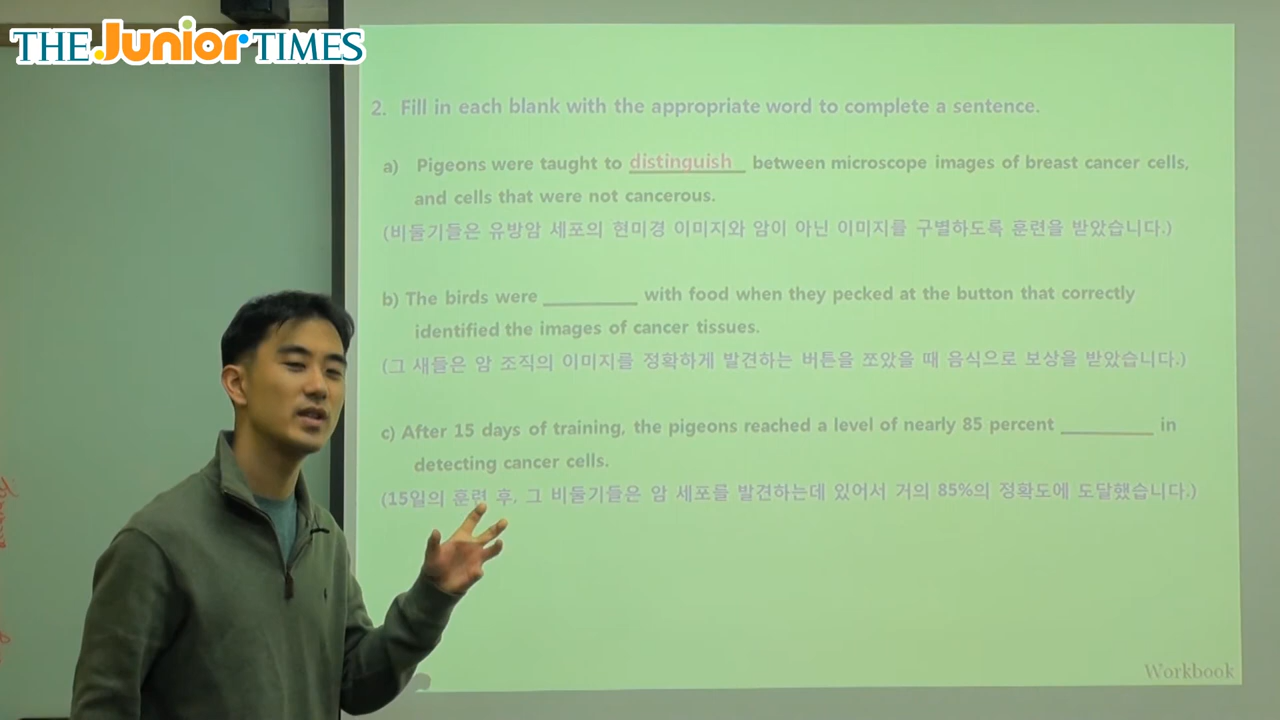 THE Junior TIMES
2. Fill in each blank with the appropriate word to complete a sentence.
a) Pigeons were taught to distinguish between microscope images of breast cancer cells,
and cells that were not cancerous.
(비둘기들은 유방암 세포의 현미경 이미지와 암이 아닌 이미지를 구별하도록 훈련을 받았습니다.)
b) The birds were __________ with food when they pecked at the button that correctly
identified the images of cancer tissues.
(그 새들은 암 조직의 이미지를 정확하게 발견하는 버튼을 쪼았을 때 음식으로 보상을 받았습니다.)
c) After 15 days of training, the pigeons reached a level of nearly 85 percent __________ in
detecting cancer cells.
(15일의 훈련 후, 그 비둘기들은 암 세포를 발견하는데 있어서 거의 85%의 정확도에 도달했습니다.)
Workbook